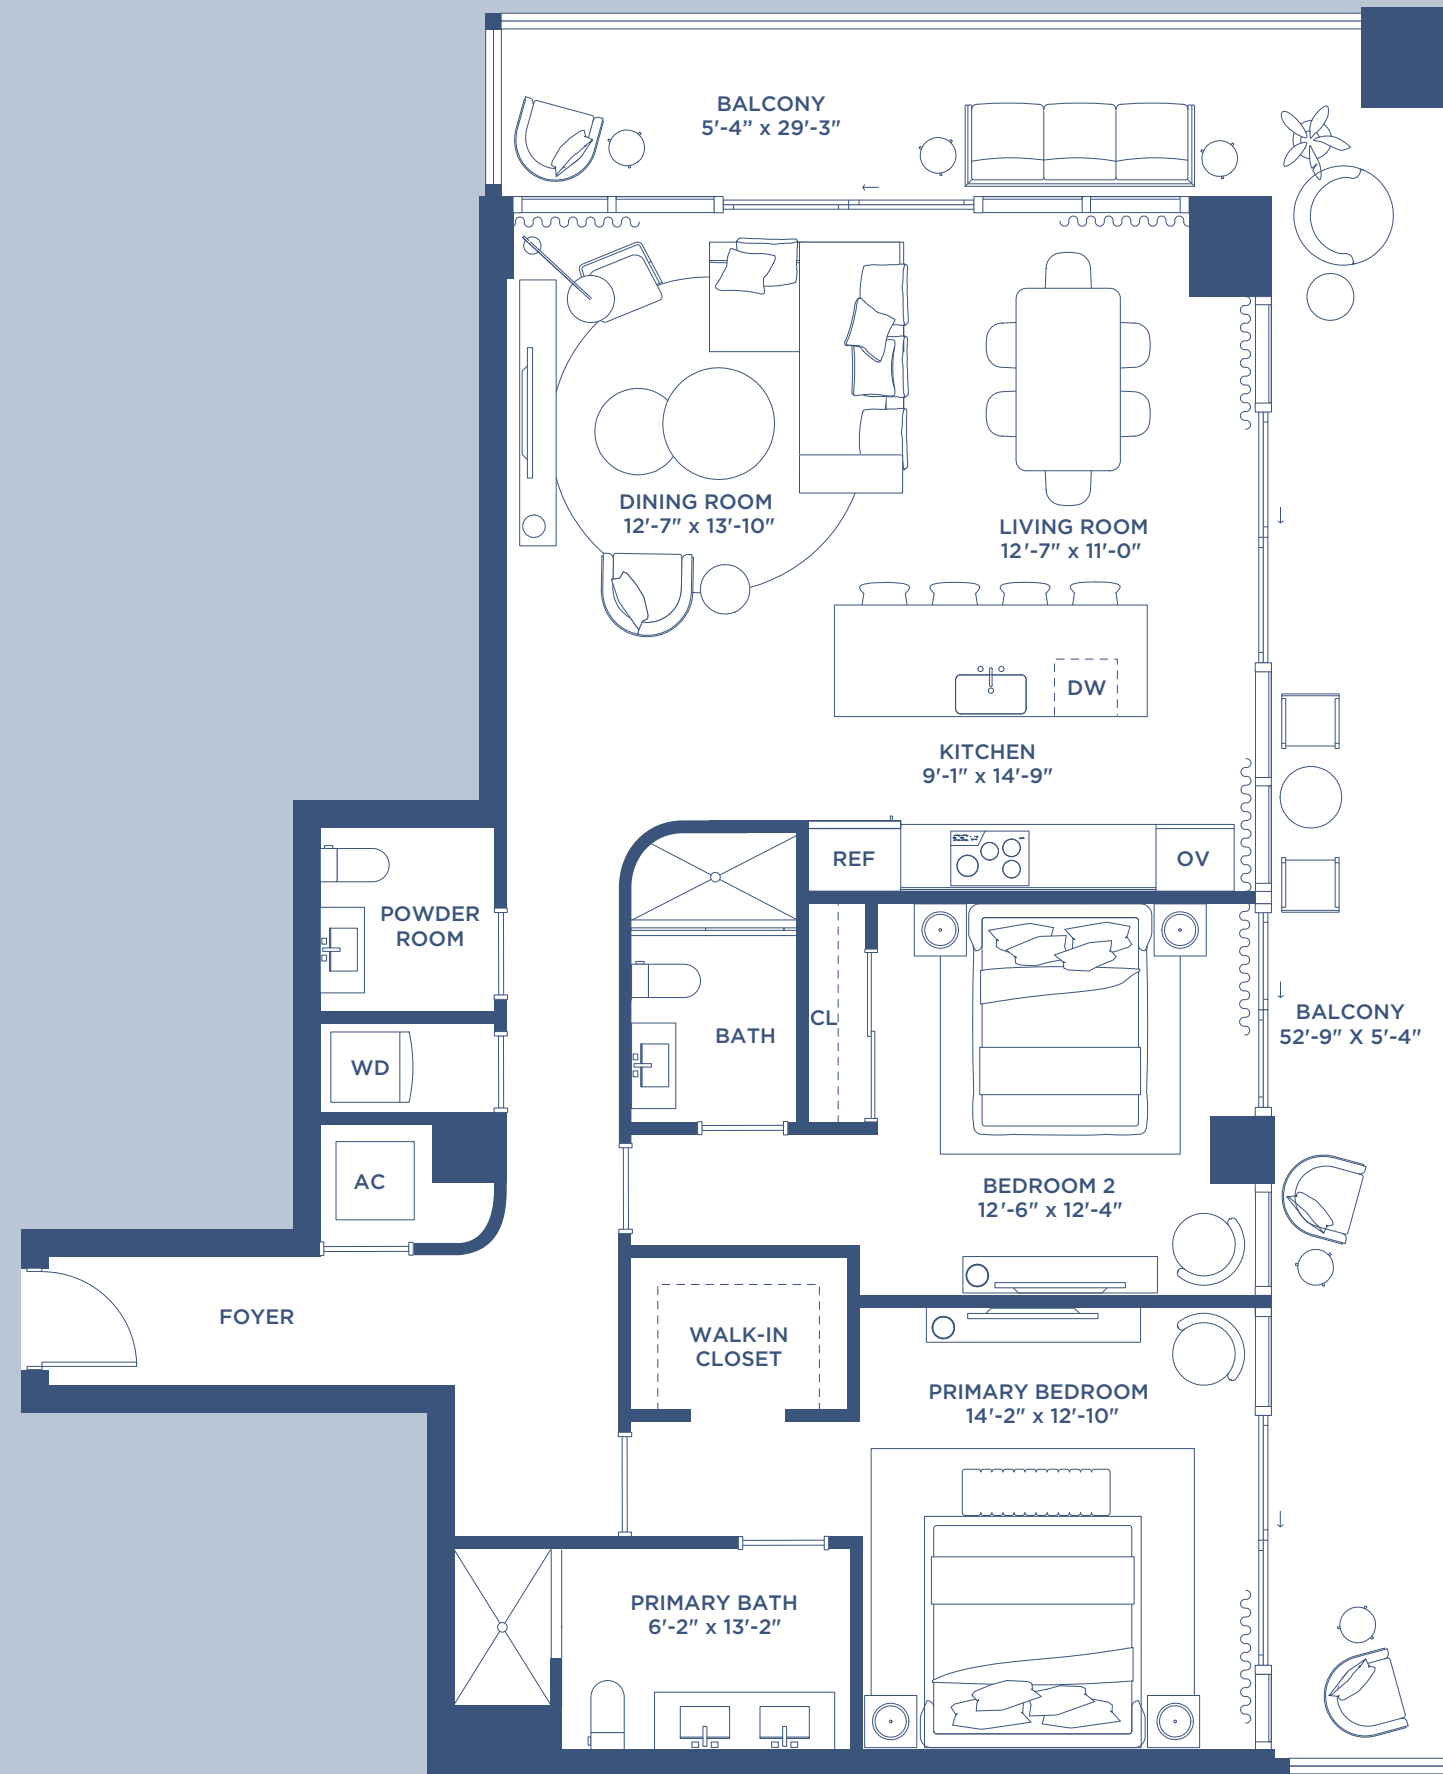 BALCONY
5'-4” x 29'-3"
DINING ROOM
12'-7" x 13'-10"
LIVING ROOM
12'-7" x 11'-0"
DW
KITCHEN
9'-1" x 14'-9"
REF
OV
POWDER
ROOM
BATH
CL
WD
BALCONY
52'-9" X 5'-4"
AC
BEDROOM 2
12'-6" x 12'-4"
FOYER
WALK-IN
CLOSET
PRIMARY BEDROOM
14'-2" x 12'-10"
PRIMARY BATH
6'-2" x 13'-2"